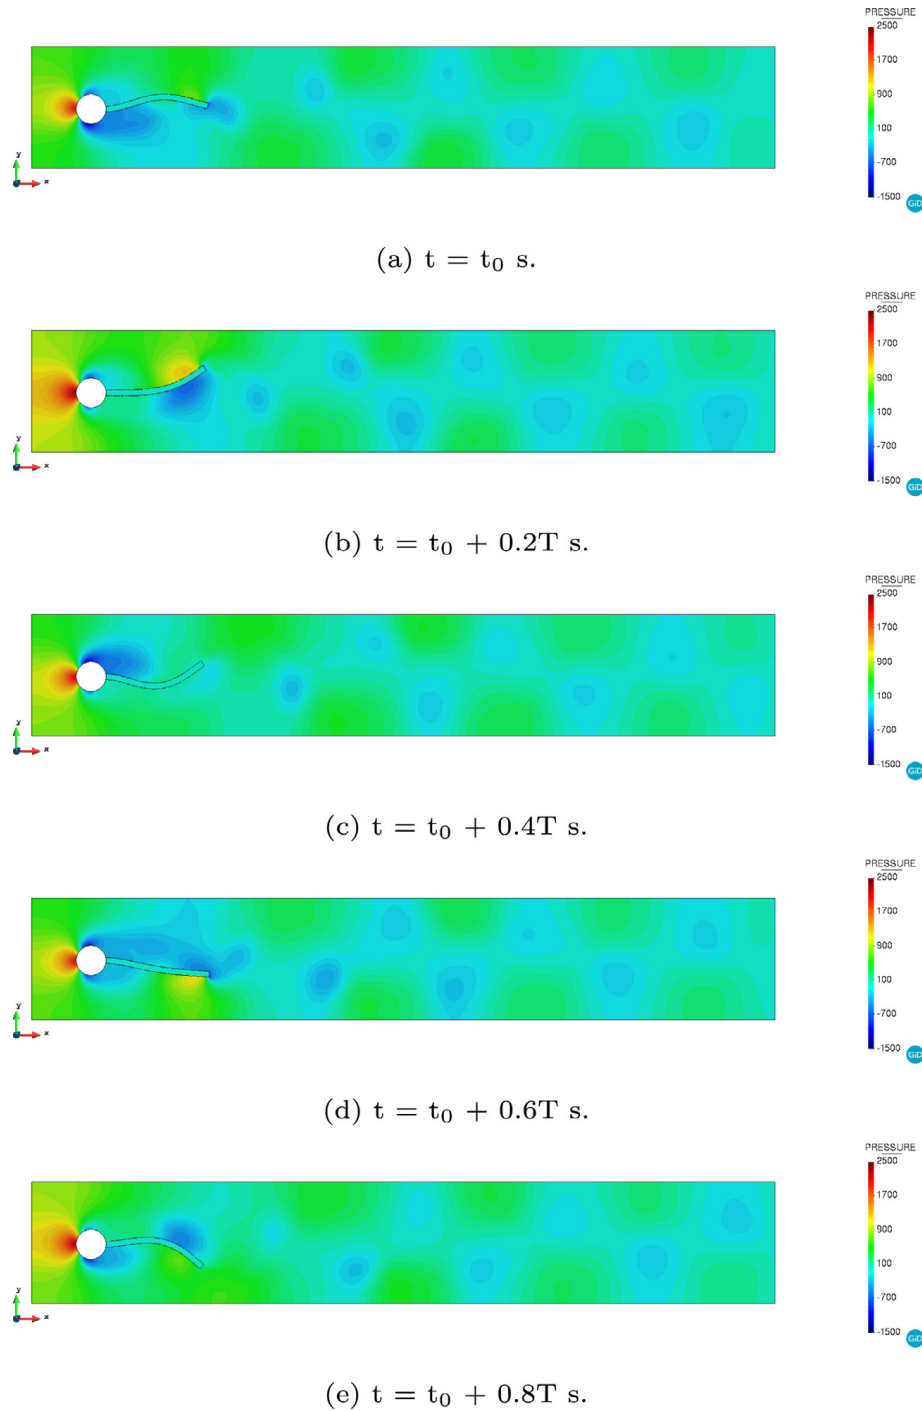 PRESSURE
2500
1700
900
100
-700
-1500
y
x
GiD
(a) t = t₀ s.
PRESSURE
2500
1700
900
100
-700
-1500
y
x
GiD
(b) t = t₀ + 0.2T s.
PRESSURE
2500
1700
900
100
-700
-1500
y
x
GiD
(c) t = t₀ + 0.4T s.
PRESSURE
2500
1700
900
100
-700
-1500
y
x
GiD
(d) t = t₀ + 0.6T s.
PRESSURE
2500
1700
900
100
-700
-1500
y
x
GiD
(e) t = t₀ + 0.8T s.